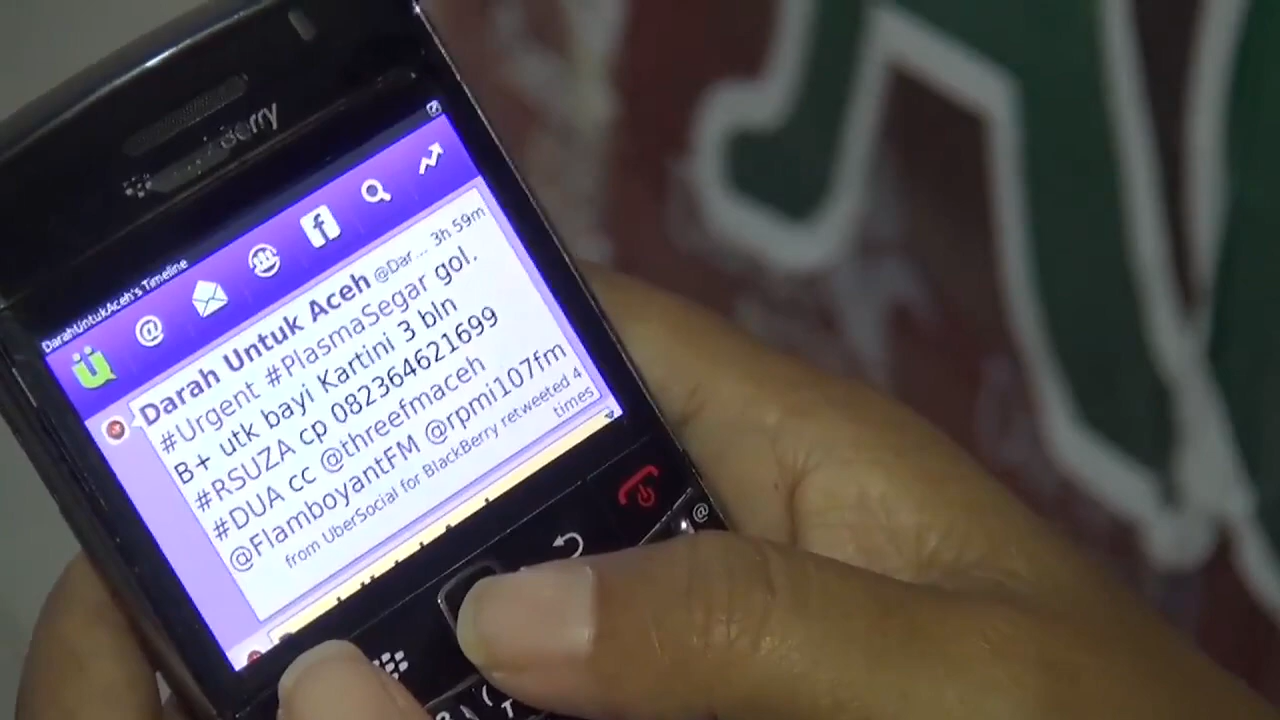 DarahUntukAceh's Timeline
Darah Untuk Aceh @Dar ... 3h 59m
#Urgent #PlasmaSegar gol.
B+ utk bayi Kartini 3 bln
#RSUZA cp 082364621699
#DUA cc @threefmaceh
@FlamboyantFM @rpmi107fm
from UberSocial for BlackBerry retweeted 4
times